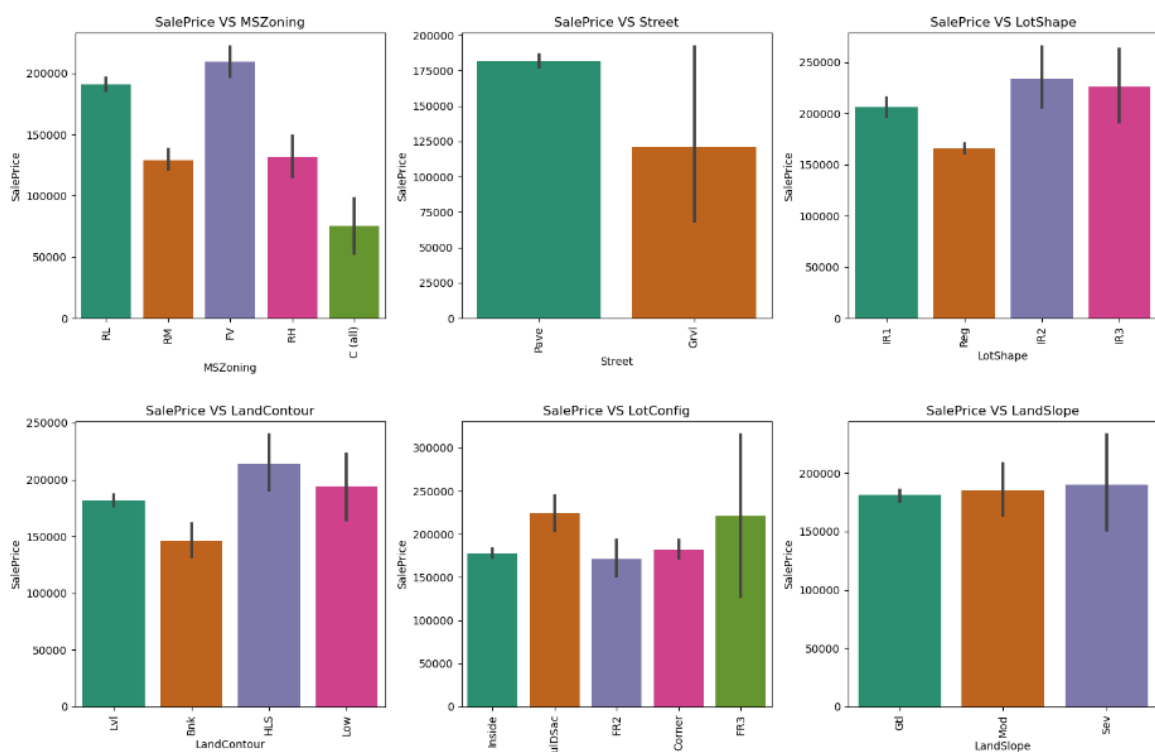 SalePrice VS MSZoning
SalePrice
200000
150000
100000
50000
0
RL
RM
FV
RH
C (all)
MSZoning
SalePrice VS Street
SalePrice
200000
175000
150000
125000
100000
75000
50000
25000
0
Pave
Grvl
Street
SalePrice VS LotShape
SalePrice
250000
200000
150000
100000
50000
0
IR1
Reg
IR2
IR3
LotShape
SalePrice VS LandContour
SalePrice
250000
200000
150000
100000
50000
0
Lvl
Bnk
HLS
Low
LandContour
SalePrice VS LotConfig
SalePrice
300000
250000
200000
150000
100000
50000
0
Inside
ulDSac
FR2
Corner
FR3
SalePrice VS LandSlope
SalePrice
200000
150000
100000
50000
0
Gtl
Mod
Sev
LandSlope